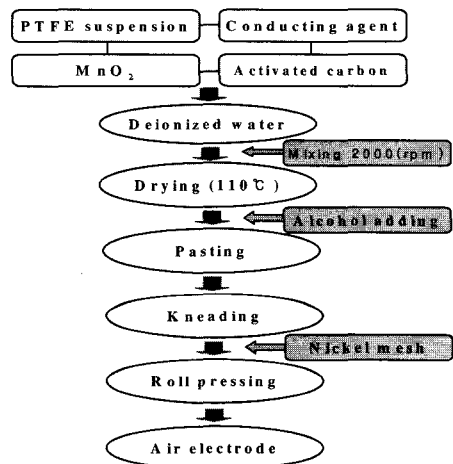 PTFE suspension
Conducting agent
MnO₂
Activated carbon
Deionized water
Mixing 2000(rpm)
Drying (110℃)
Alcohol adding
Pasting
Kneading
Nickel mesh
Roll pressing
Air electrode